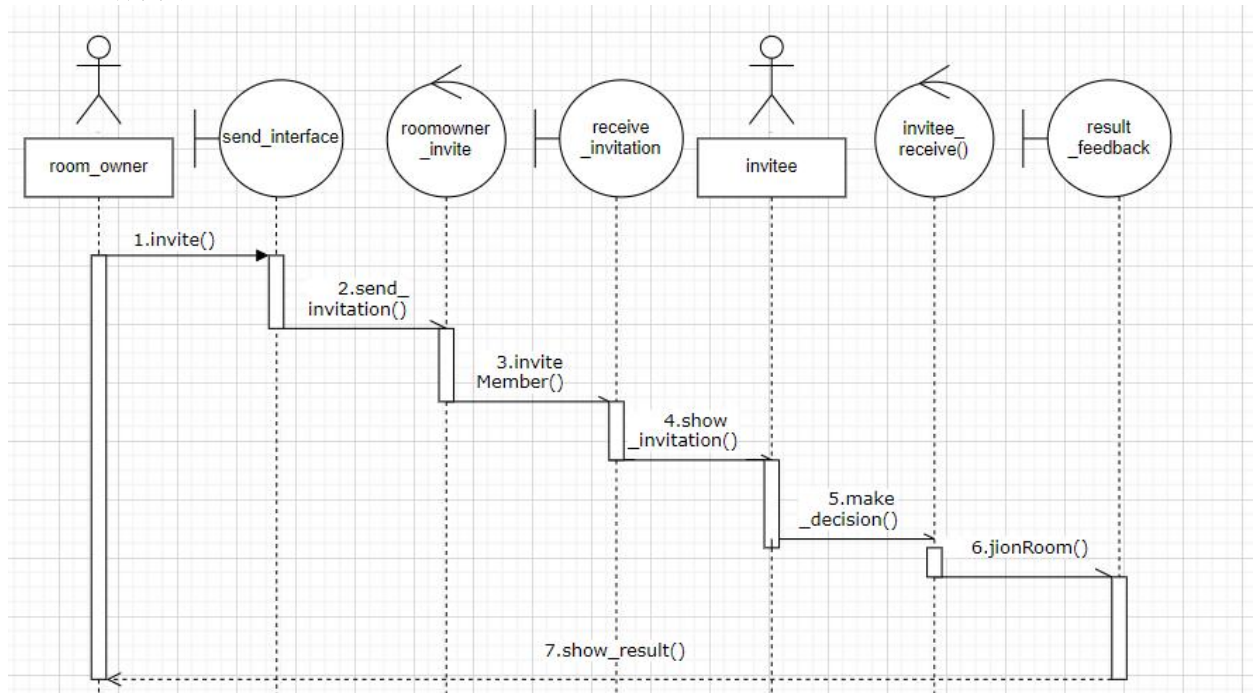 room_owner
send_interface
roomowner
_invite
receive
_invitation
invitee
invitee_
receive()
result
_feedback
1.invite()
2.send_
invitation()
3.invite
Member()
4.show
_invitation()
5.make
_decision()
6.jionRoom()
7.show_result()